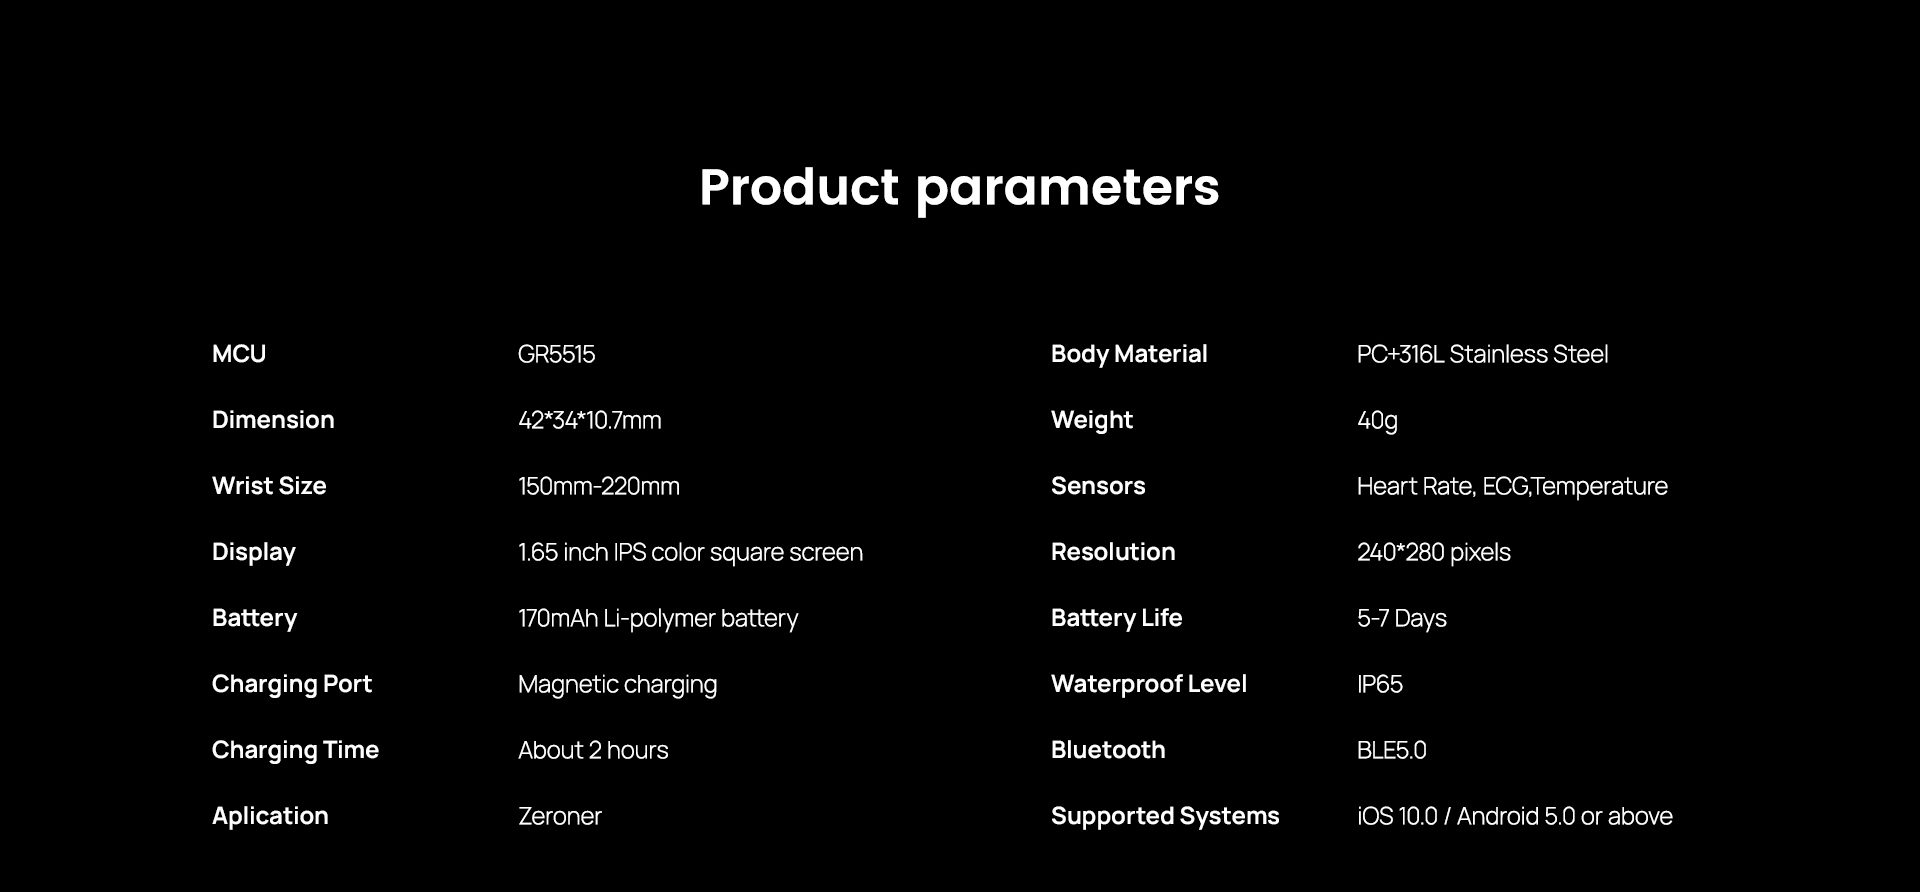 Product parameters
MCU GR5515 Body Material PC+316L Stainless Steel
Dimension 42*34*10.7mm Weight 40g
Wrist Size 150mm-220mm Sensors Heart Rate, ECG,Temperature
Display 1.65 inch IPS color square screen Resolution 240*280 pixels
Battery 170mAh Li-polymer battery Battery Life 5-7 Days
Charging Port Magnetic charging Waterproof Level IP65
Charging Time About 2 hours Bluetooth BLE5.0
Aplication Zeroner Supported Systems iOS 10.0 / Android 5.0 or above